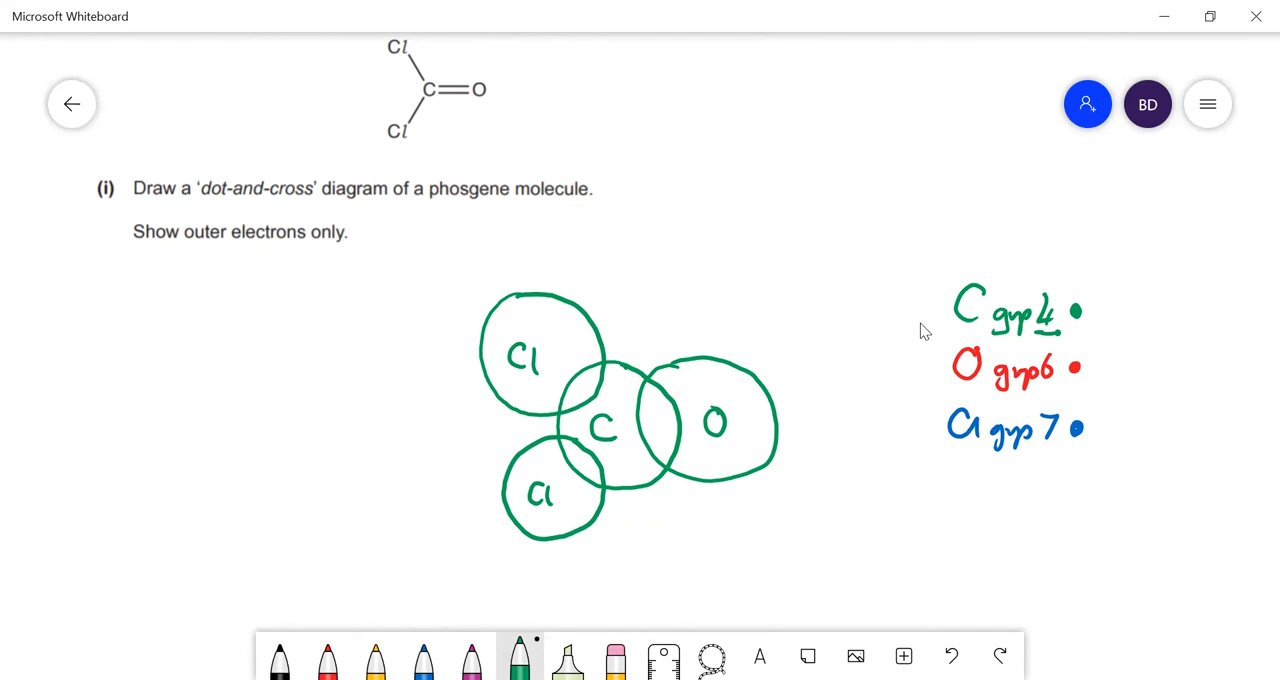 Microsoft Whiteboard
Cl
C=O
Cl
BD
(i) Draw a ‘dot-and-cross’ diagram of a phosgene molecule.
Show outer electrons only.
Cl
C
O
Cl
C grp 4
O grp 6
Cl grp 7
A